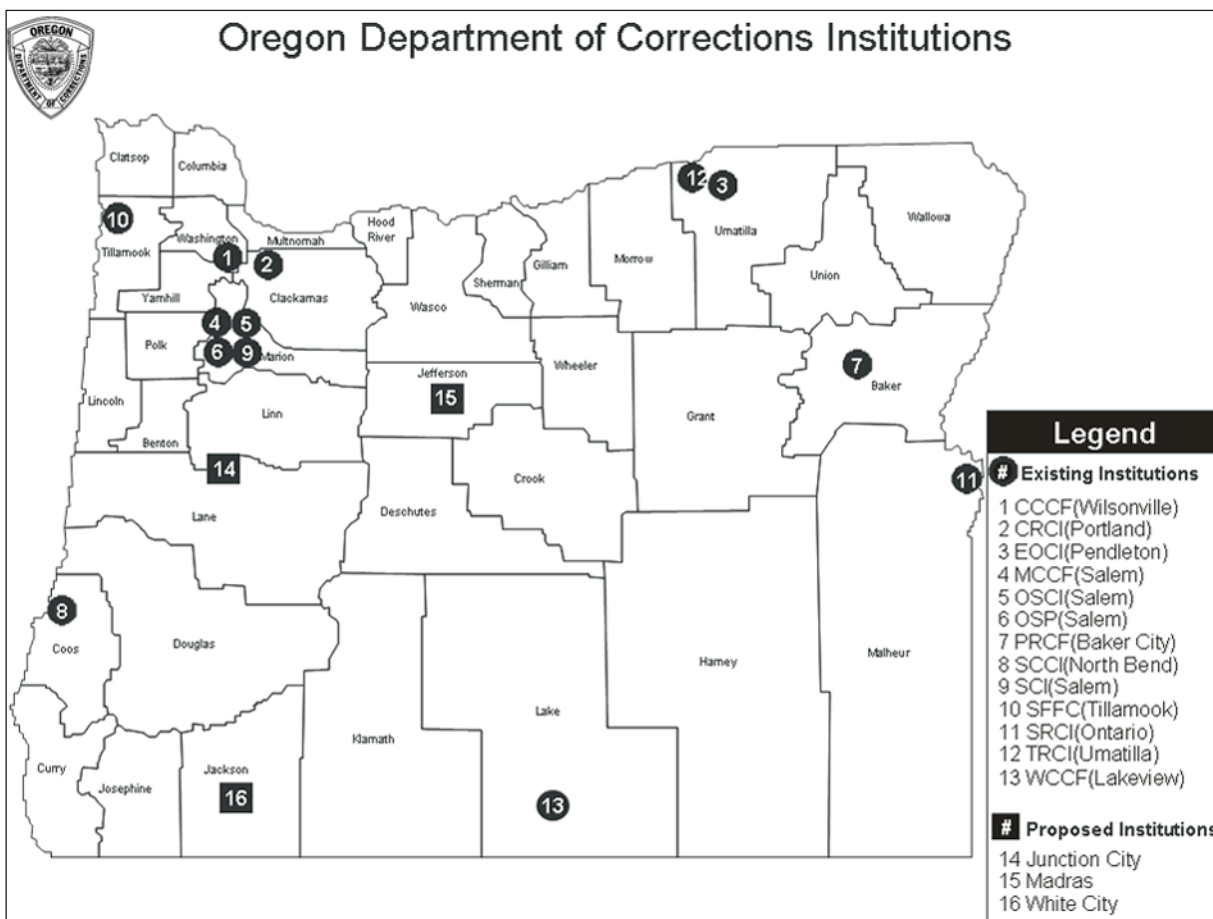 Oregon Department of Corrections Institutions
OREGON
DEPARTMENT OF CORRECTIONS
Clatsop
Columbia
12
3
10
Hood
River
Wallowa
Washington
Multnomah
Umatilla
Tillamook
1
2
Gilliam
Morrow
Union
Sherman
Yamhill
Clackamas
Wasco
4
5
Polk
6
9
Marion
Wheeler
7
Jefferson
Baker
15
Lincoln
Linn
Grant
Benton
14
Crook
11
Lane
Deschutes
8
Coos
Douglas
Harney
Malheur
Lake
Klamath
Curry
Jackson
Josephine
16
13
Legend
# Existing Institutions
1 CCCF(Wilsonville)
2 CRCI(Portland)
3 EOCI(Pendleton)
4 MCCF(Salem)
5 OSCI(Salem)
6 OSP(Salem)
7 PRCF(Baker City)
8 SCCI(North Bend)
9 SCI(Salem)
10 SFFC(Tillamook)
11 SRCI(Ontario)
12 TRCI(Umatilla)
13 WCCF(Lakeview)
# Proposed Institutions
14 Junction City
15 Madras
16 White City